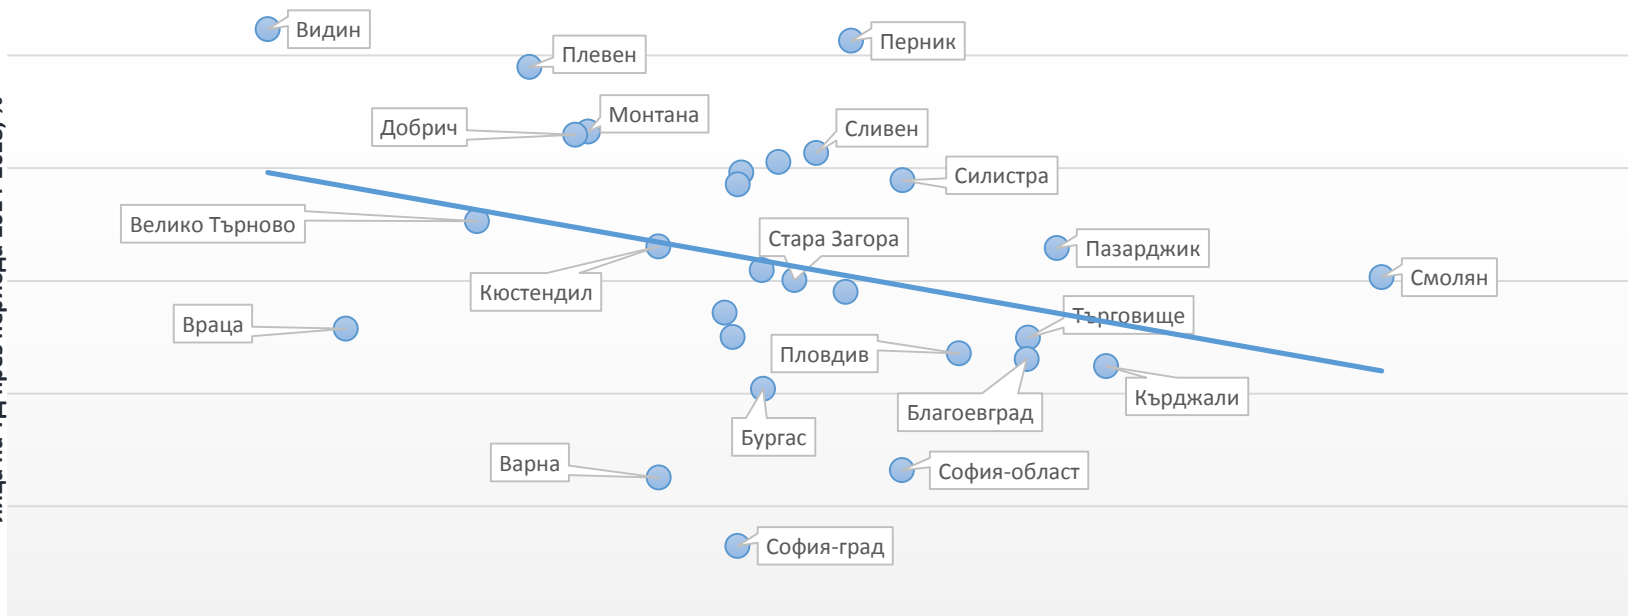 Видин
Перник
Плевен
Монтана
Добрич
Сливен
Силистра
Велико Търново
Стара Загора
Пазарджик
Смолян
Кюстендил
Враца
Търговище
Пловдив
Кърджали
Благоевград
Бургас
Варна
София-област
София-град